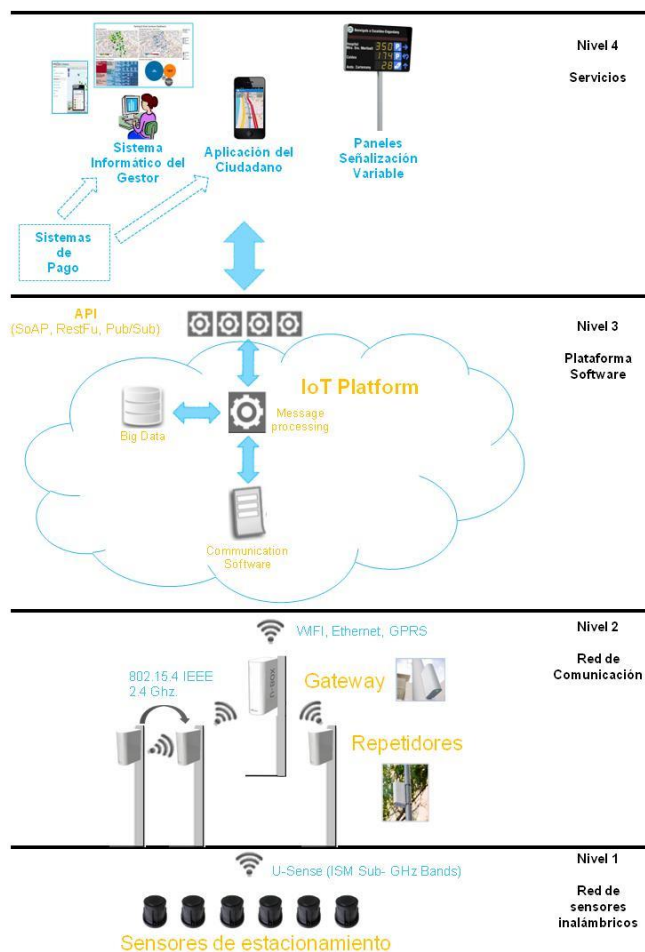 Nivel 4
Servicios
350
174
28
Sistema
Informático del
Gestor
Aplicación del
Ciudadano
Paneles
Señalización
Variable
Sistemas
de
Pago
API
(SoAP, RestFu, Pub/Sub)
Nivel 3
Plataforma
Software
IoT Platform
Big Data
Message
processing
Communication
Software
WIFI, Ethernet, GPRS
Nivel 2
Red de
Comunicación
802.15.4 IEEE
2.4 Ghz.
Gateway
Repetidores
Nivel 1
Red de
sensores
inalámbricos
U-Sense (ISM Sub- GHz Bands)
Sensores de estacionamiento